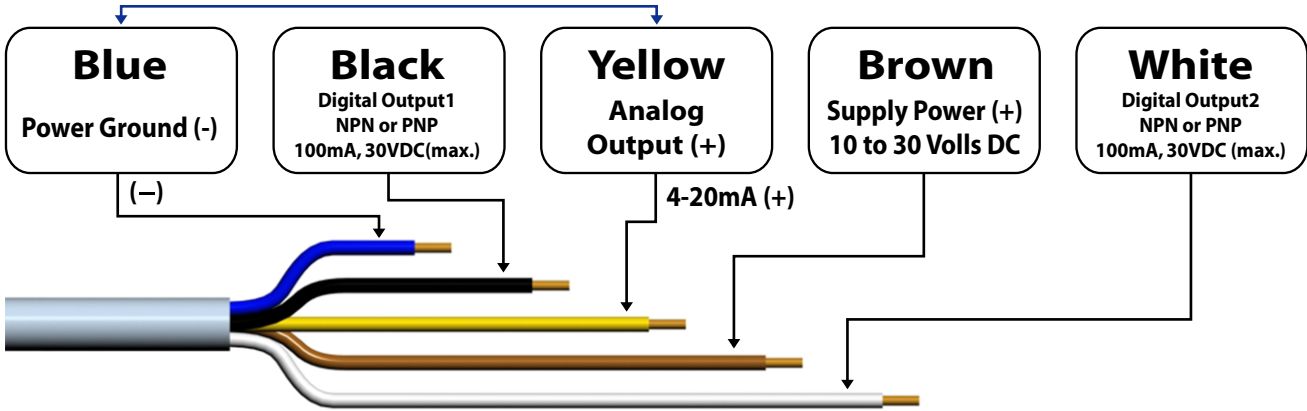 Blue
Power Ground (-)
Black
Digital Output1
NPN or PNP
100mA, 30VDC(max.)
Yellow
Analog
Output (+)
Brown
Supply Power (+)
10 to 30 Volls DC
White
Digital Output2
NPN or PNP
100mA, 30VDC (max.)
(—)
4-20mA (+)